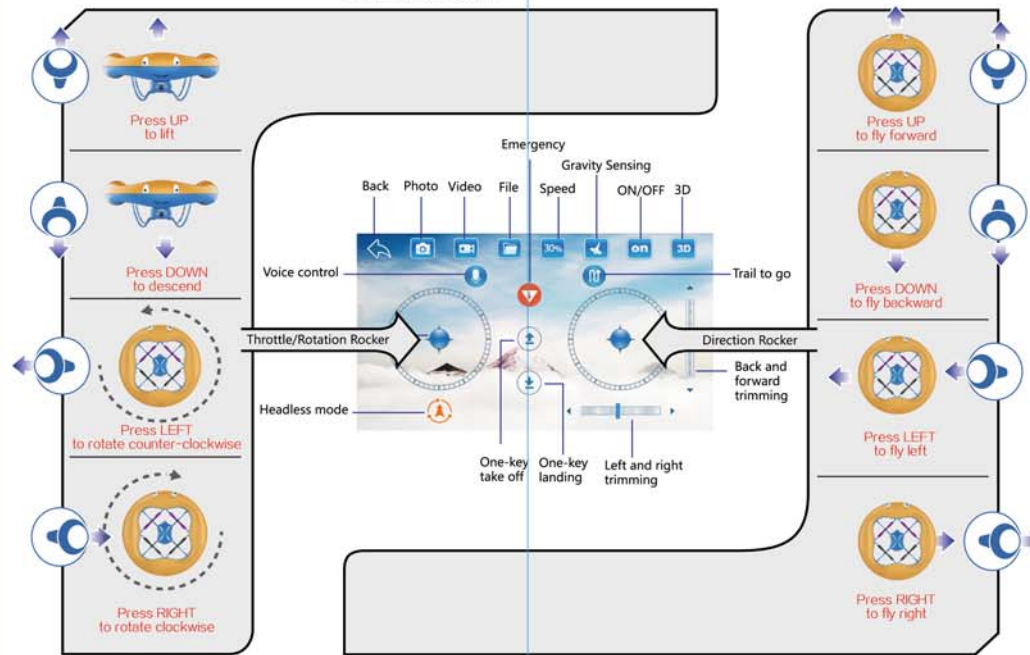 Press UP
to lift
Press DOWN
to descend
Press LEFT
to rotate counter-clockwise
Press RIGHT
to rotate clockwise
Emergency
Gravity Sensing
Back
Photo
Video
File
Speed
ON/OFF
3D
30%
on
3D
Voice control
Trail to go
Throttle/Rotation Rocker
Direction Rocker
Headless mode
Back and
forward
trimming
One-key
take off
One-key
landing
Left and right
trimming
Press UP
to fly forward
Press DOWN
to fly backward
Press LEFT
to fly left
Press RIGHT
to fly right